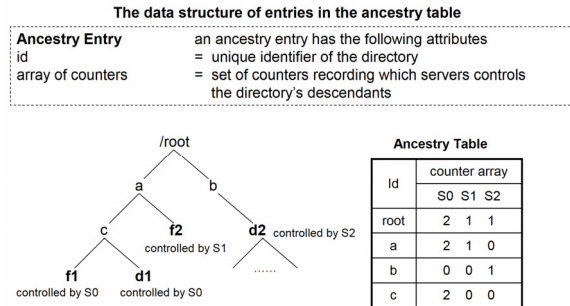 The data structure of entries in the ancestry table
Ancestry Entry an ancestry entry has the following attributes
id = unique identifier of the directory
array of counters = set of counters recording which servers controls
the directory's descendants
/root
a b
c f2 d2 controlled by S2
controlled by S1
f1 d1 ......
controlled by S0 controlled by S0
Ancestry Table
Id counter array
S0 S1 S2
root 2 1 1
a 2 1 0
b 0 0 1
c 2 0 0